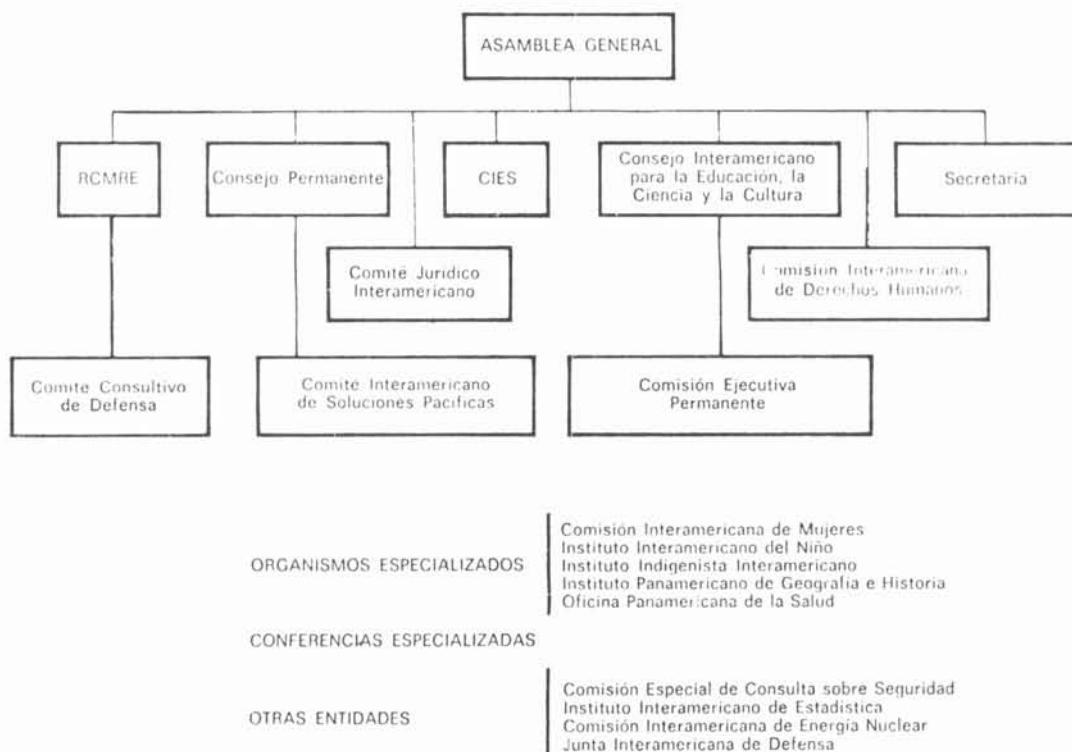 ASAMBLEA GENERAL
RCMRE
Consejo Permanente
CIES
Consejo Interamericano
para la Educación, la
Ciencia y la Cultura
Secretaria
Comité Jurídico
Interamericano
Comisión Interamericana
de Derechos Humanos
Comite Consultivo
de Defensa
Comité Interamericano
de Soluciones Pacificas
Comisión Ejecutiva
Permanente
ORGANISMOS ESPECIALIZADOS
Comisión Interamericana de Mujeres
Instituto Interamericano del Niño
Instituto Indigenista Interamericano
Instituto Panamericano de Geografia e Historia
Oficina Panamericana de la Salud
CONFERENCIAS ESPECIALIZADAS
OTRAS ENTIDADES
Comisión Especial de Consulta sobre Seguridad
Instituto Interamericano de Estadística
Comisión Interamericana de Energía Nuclear
Junta Interamericana de Defensa